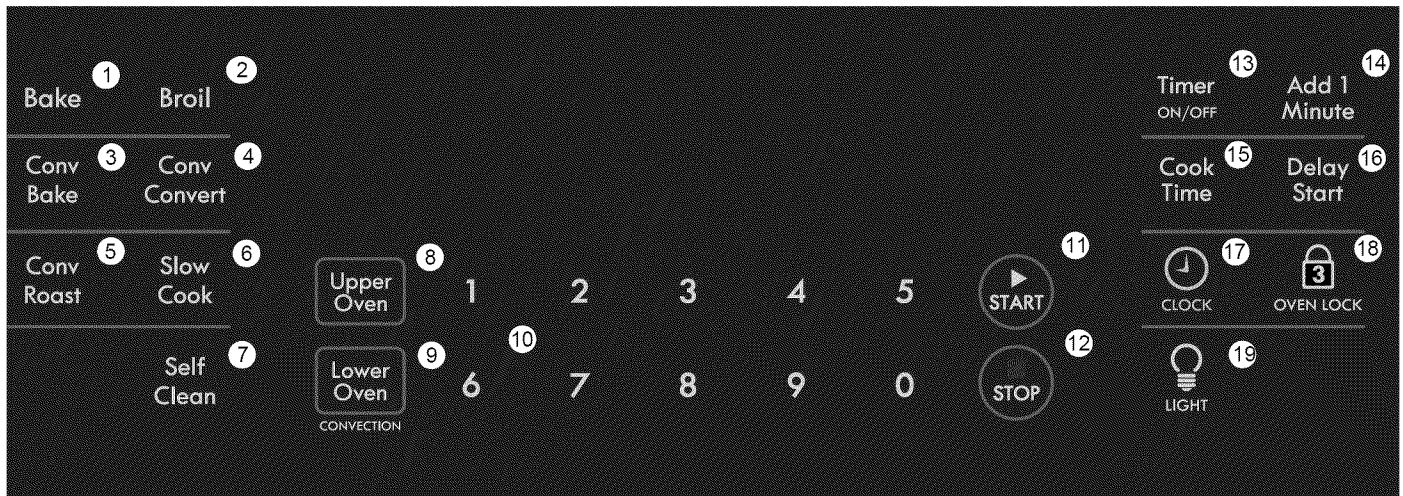 1
Bake
2
Broil
3
Conv
Bake
4
Conv
Convert
5
Conv
Roast
6
Slow
Cook
7
Self
Clean
8
Upper
Oven
9
Lower
Oven
CONVECTION
1 2 3 4 5
10
6 7 8 9 0
11
START
12
STOP
13
Timer
ON/OFF
14
Add 1
Minute
15
Cook
Time
16
Delay
Start
17
CLOCK
18
3
OVEN LOCK
19
LIGHT